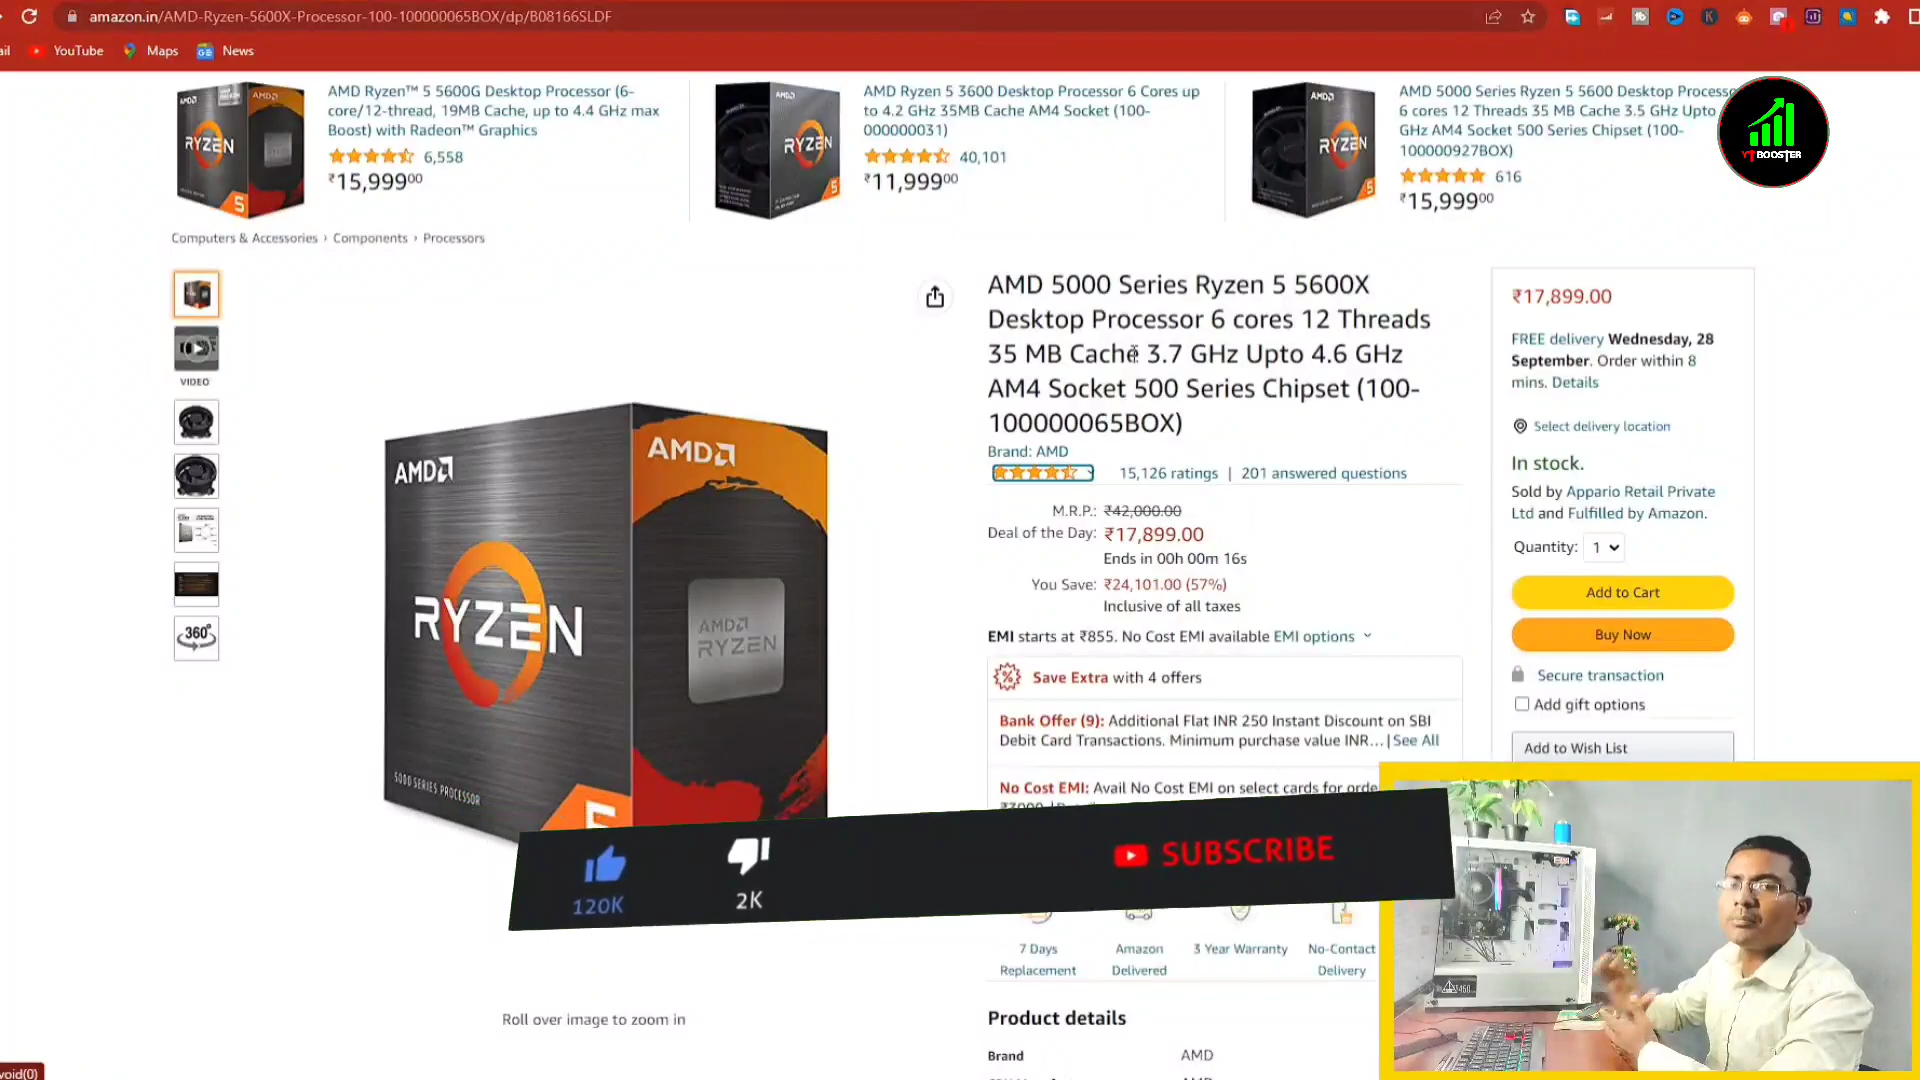 amazon.in/AMD-Ryzen-5600X-Processor-100-100000065BOX/dp/B08166SLDF
YouTube
Maps
News
AMD Ryzen™ 5 5600G Desktop Processor (6-
core/12-thread, 19MB Cache, up to 4.4 GHz max
Boost) with Radeon™ Graphics
6,558
₹15,999⁰⁰
AMD Ryzen 5 3600 Desktop Processor 6 Cores up
to 4.2 GHz 35MB Cache AM4 Socket (100-
000000031)
40,101
₹11,999⁰⁰
AMD 5000 Series Ryzen 5 5600 Desktop
6 cores 12 Threads 35 MB Cache 3.5 GHz Upto
GHz AM4 Socket 500 Series Chipset (100-
100000927BOX)
616
₹15,999⁰⁰
YT BOOSTER
AMD
RYZEN
5
AMD
RYZEN
5
AMD
RYZEN
5
Computers & Accessories › Components › Processors
VIDEO
360°
AMD
RYZEN
5000 SERIES PROCESSOR
AMD
AMD
RYZEN
5
Roll over image to zoom in
AMD 5000 Series Ryzen 5 5600X
Desktop Processor 6 cores 12 Threads
35 MB Cache 3.7 GHz Upto 4.6 GHz
AM4 Socket 500 Series Chipset (100-
100000065BOX)
Brand: AMD
15,126 ratings | 201 answered questions
M.R.P.: ₹42,000.00
Deal of the Day: ₹17,899.00
Ends in 00h 00m 16s
You Save: ₹24,101.00 (57%)
Inclusive of all taxes
EMI starts at ₹855. No Cost EMI available EMI options
Save Extra with 4 offers
Bank Offer (9): Additional Flat INR 250 Instant Discount on SBI
Debit Card Transactions. Minimum purchase value INR... | See All
No Cost EMI: Avail No Cost EMI on select cards for
120K
2K
SUBSCRIBE
7 Days
Replacement
Amazon
Delivered
3 Year Warranty
No-Contact
Delivery
Product details
Brand AMD
₹17,899.00
FREE delivery Wednesday, 28
September. Order within 8
mins. Details
Select delivery location
In stock.
Sold by Appario Retail Private
Ltd and Fulfilled by Amazon.
Quantity: 1
Add to Cart
Buy Now
Secure transaction
Add gift options
Add to Wish List
void(0)